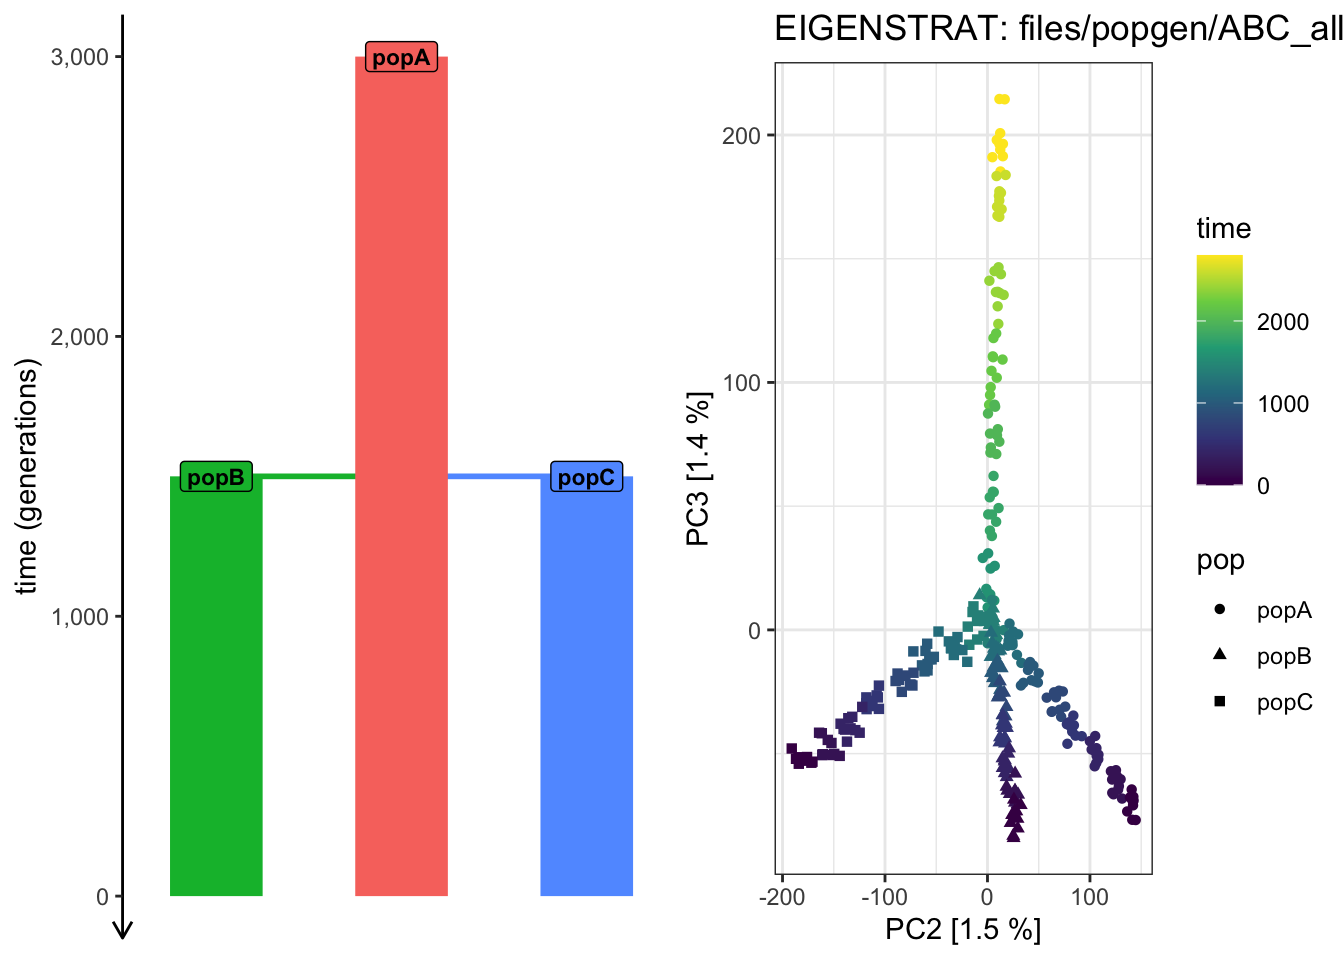 time (generations)
3,000
2,000
1,000
0
popA
popB
popC
EIGENSTRAT: files/popgen/ABC_all
PC3 [1.4 %]
200
100
0
-200
-100
0
100
PC2 [1.5 %]
time
2000
1000
0
pop
popA
popB
popC